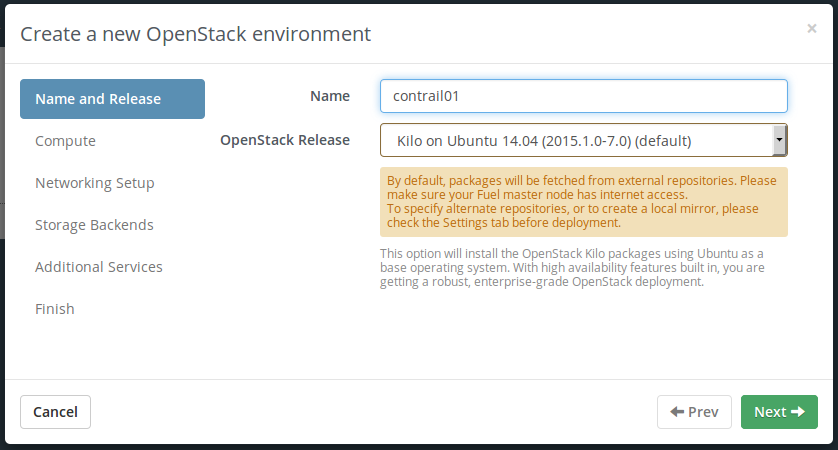 Create a new OpenStack environment
×
Name and Release
Compute
Networking Setup
Storage Backends
Additional Services
Finish
Name
contrail01
OpenStack Release
Kilo on Ubuntu 14.04 (2015.1.0-7.0) (default)
By default, packages will be fetched from external repositories. Please
make sure your Fuel master node has internet access.
To specify alternate repositories, or to create a local mirror, please
check the Settings tab before deployment.
This option will install the OpenStack Kilo packages using Ubuntu as a
base operating system. With high availability features built in, you are
getting a robust, enterprise-grade OpenStack deployment.
Cancel
Prev
Next